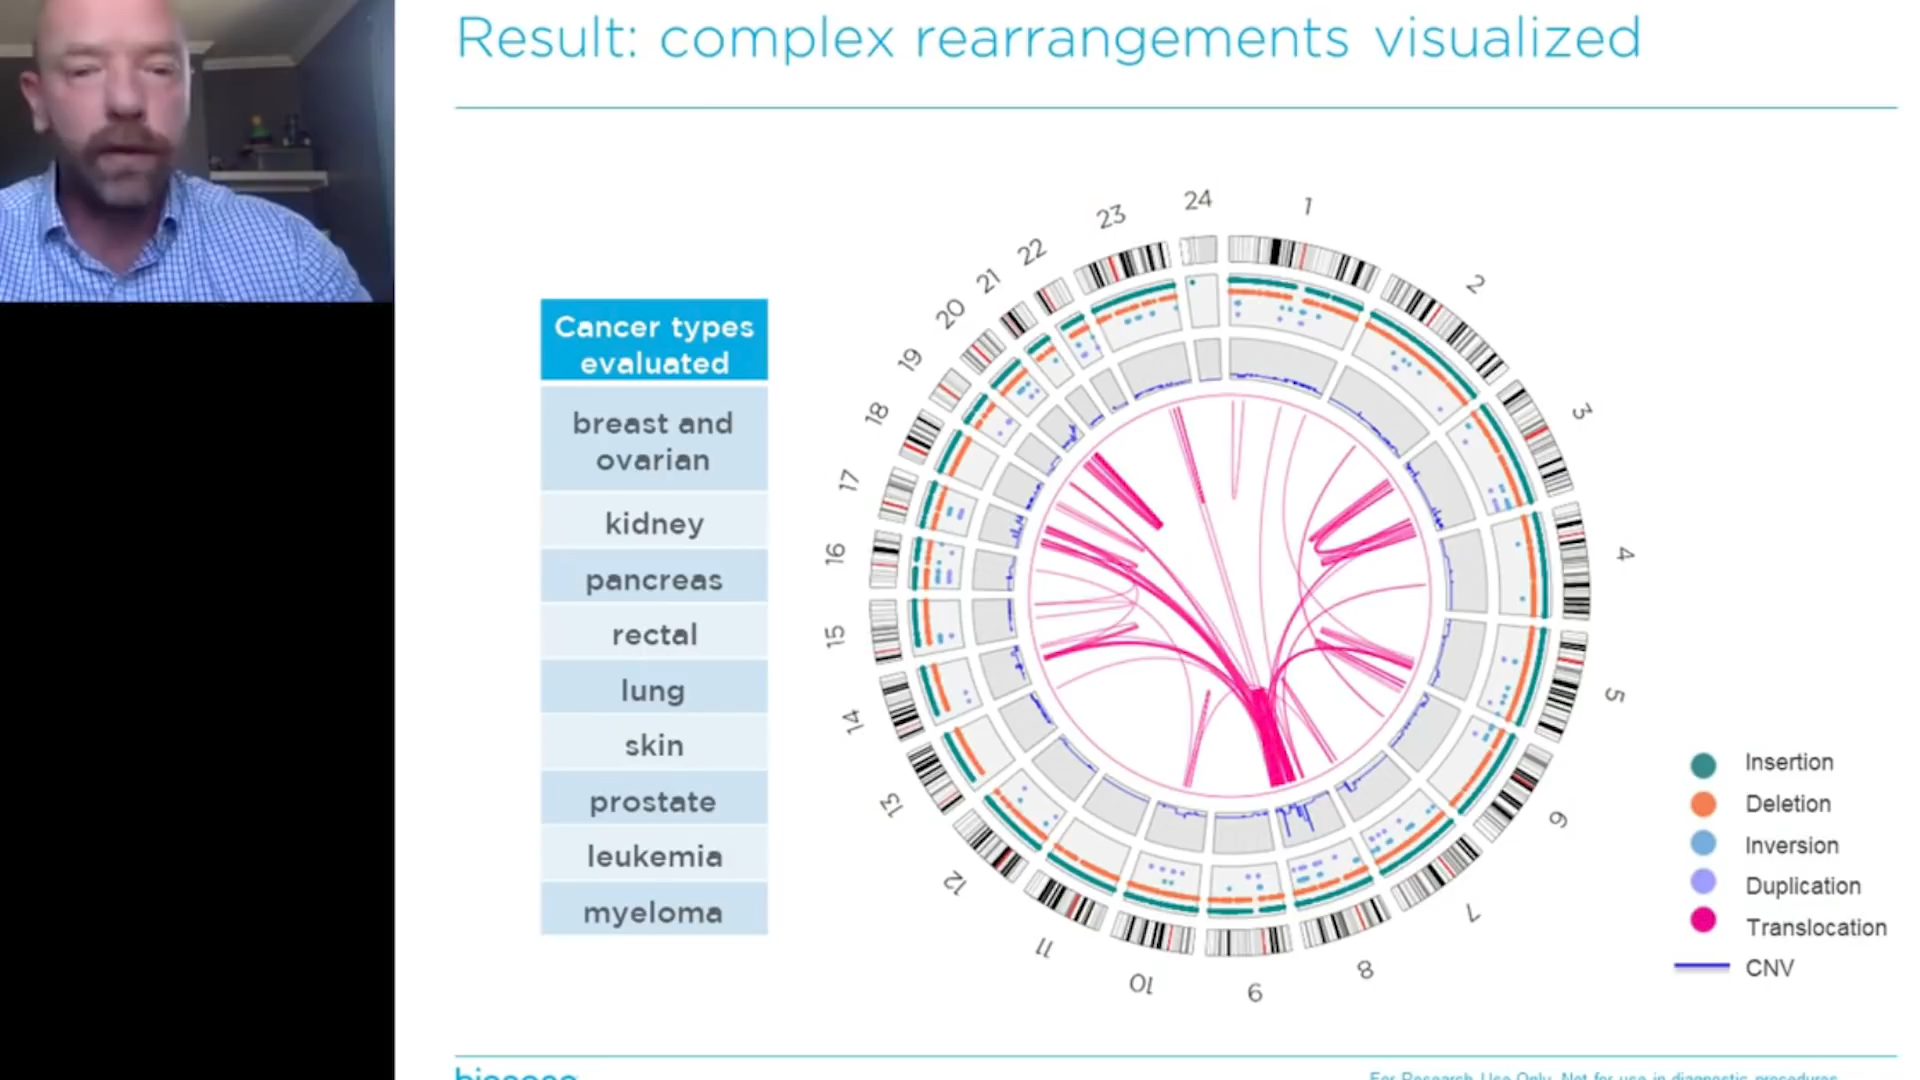 Result: complex rearrangements visualized
Cancer types
evaluated
breast and
ovarian
kidney
pancreas
rectal
lung
skin
prostate
leukemia
myeloma
1
2
3
4
5
6
7
8
9
10
11
12
13
14
15
16
17
18
19
20
21
22
23
24
Insertion
Deletion
Inversion
Duplication
Translocation
CNV
For Research Use Only. Not for use in diagnostic procedures